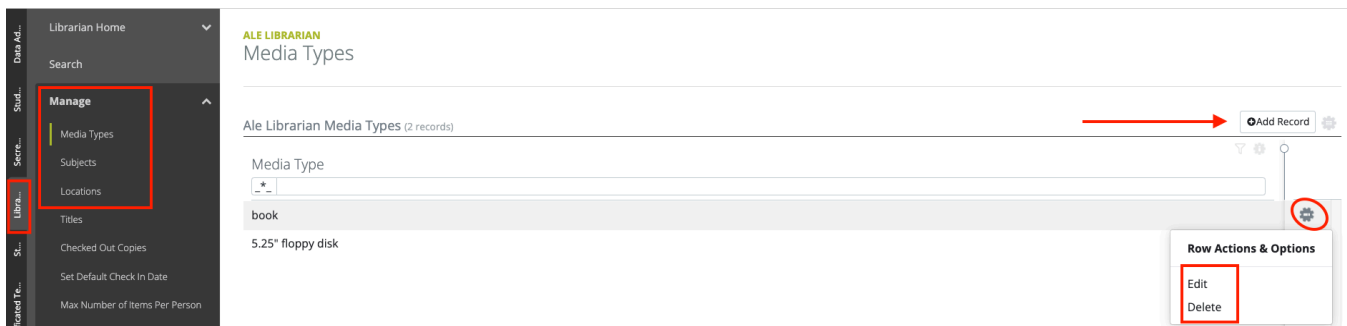 Data Ad...
Stud...
Secre...
Libra...
St...
ficated Te...
Librarian Home
Search
Manage
Media Types
Subjects
Locations
Titles
Checked Out Copies
Set Default Check In Date
Max Number of Items Per Person
ALE LIBRARIAN
Media Types
Ale Librarian Media Types (2 records)
Add Record
Media Type
_*_
book
5.25" floppy disk
Row Actions & Options
Edit
Delete